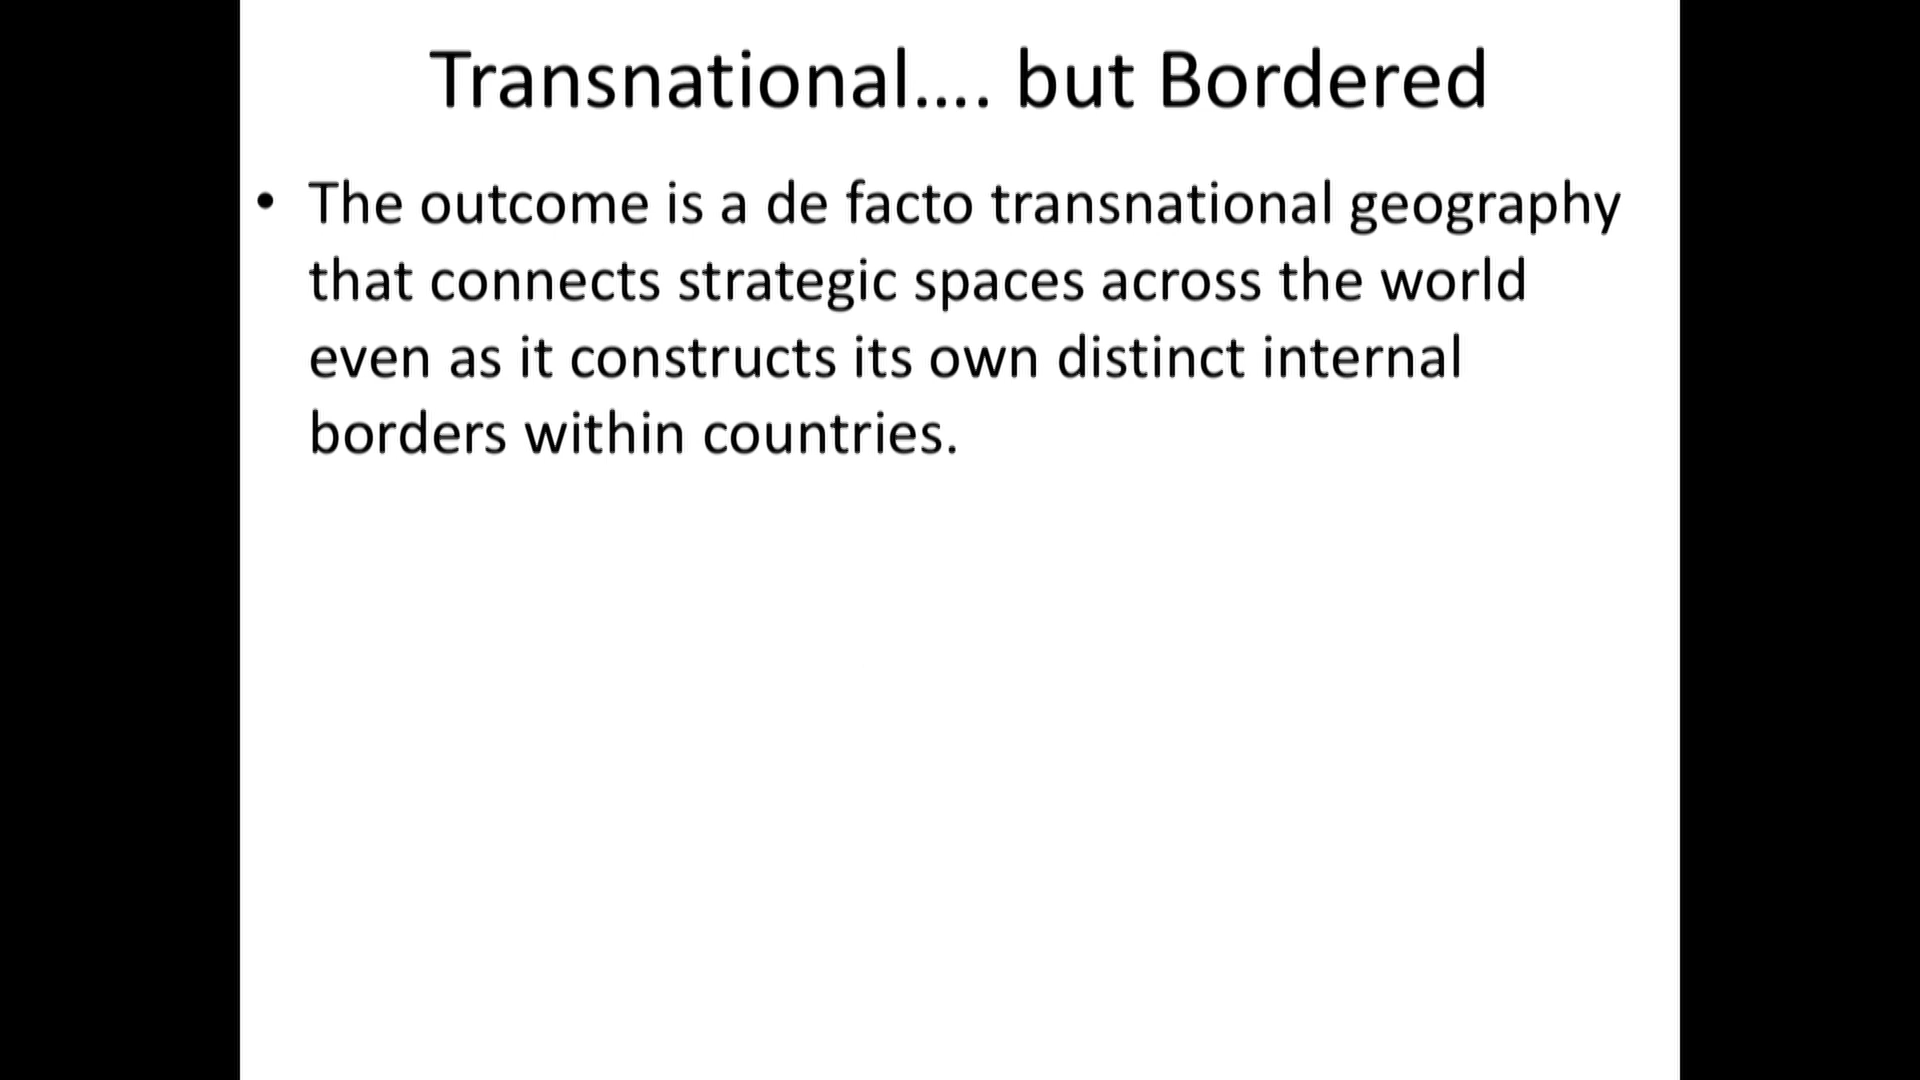 Transnational.... but Bordered
• The outcome is a de facto transnational geography
that connects strategic spaces across the world
even as it constructs its own distinct internal
borders within countries.